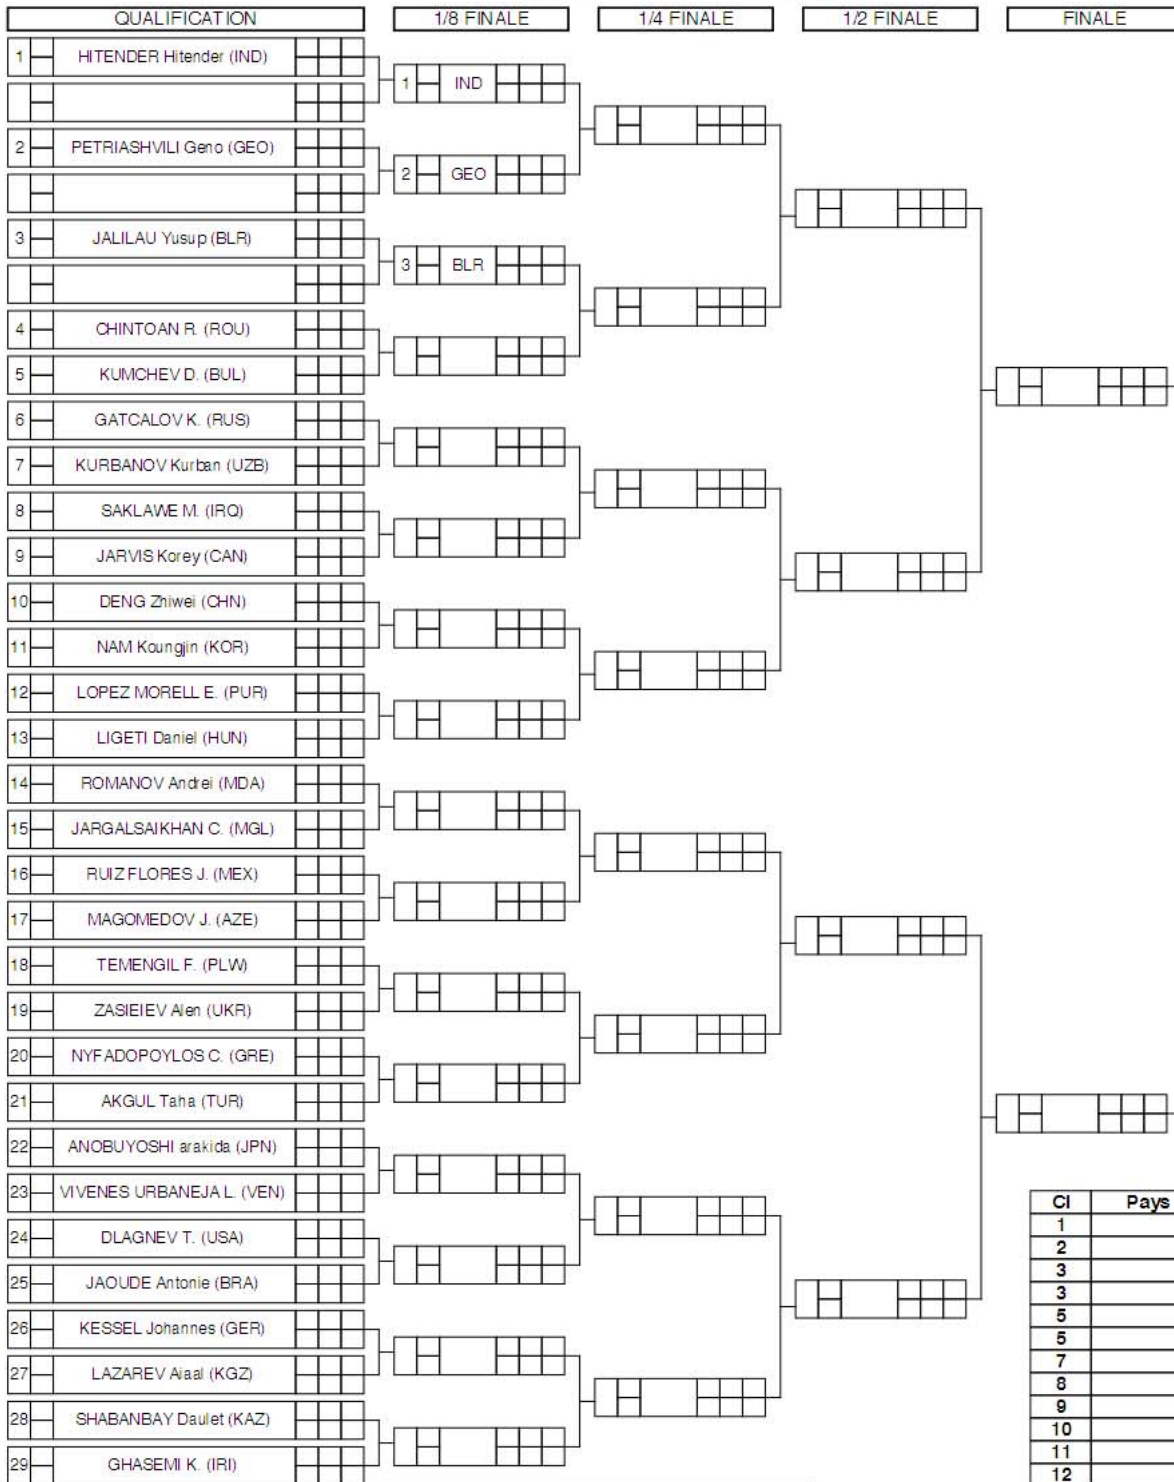 QUALIFICATION 1/8 FINALE 1/4 FINALE 1/2 FINALE FINALE
1 HITENDER Hitender (IND)
1 IND
2 PETRIASHVILI Geno (GEO)
2 GEO
3 JALILAU Yusup (BLR)
3 BLR
4 CHINTOAN R. (ROU)
5 KUMCHEV D. (BUL)
6 GATCALOV K. (RUS)
7 KURBANOV Kurban (UZB)
8 SAKLAWE M. (IRQ)
9 JARVIS Korey (CAN)
10 DENG Zhiwei (CHN)
11 NAM Koungjin (KOR)
12 LOPEZ MORELL E. (PUR)
13 LIGETI Daniel (HUN)
14 ROMANOV Andrei (MDA)
15 JARGALSAIKHAN C. (MGL)
16 RUIZ FLORES J. (MEX)
17 MAGOMEDOV J. (AZE)
18 TEMENGIL F. (PLW)
19 ZASIEIEV Alen (UKR)
20 NYFADOPOYLOS C. (GRE)
21 AKGUL Taha (TUR)
22 ANOBUYOSHI arakida (JPN)
23 VIVENES URBANEJA L. (VEN)
24 DLAGNEV T. (USA)
25 JAOUDE Antonie (BRA)
26 KESSEL Johannes (GER)
27 LAZAREV Aiaal (KGZ)
28 SHABANBAY Daulet (KAZ)
29 GHASEMI K. (IRI)
Cl Pays
1
2
3
3
5
5
7
8
9
10
11
12